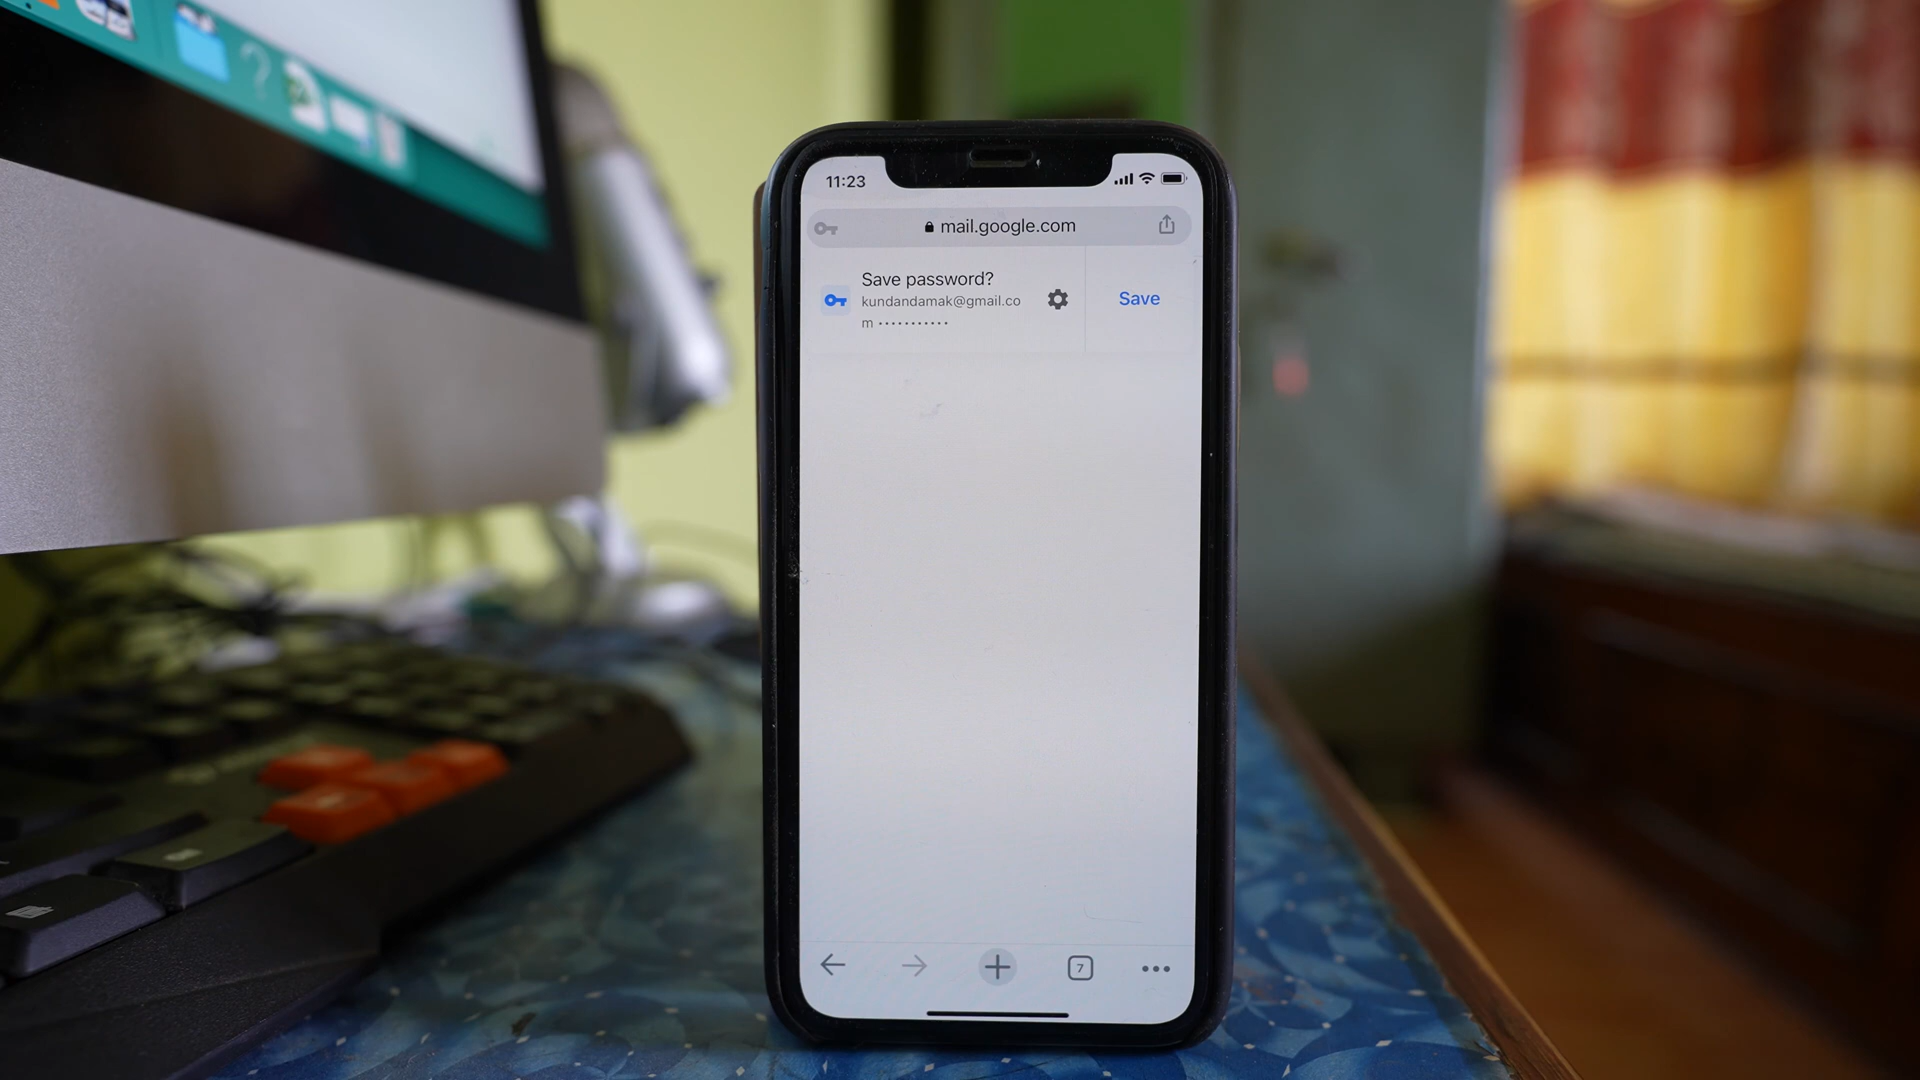 11:23
mail.google.com
Save password?
kundandamak@gmail.co
m •••••••••••
Save
7